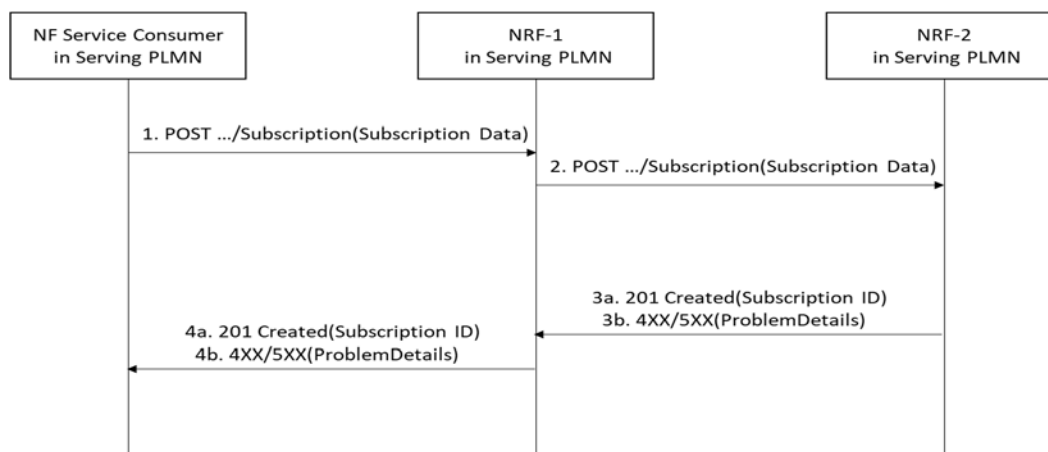 NF Service Consumer
in Serving PLMN
NRF-1
in Serving PLMN
NRF-2
in Serving PLMN
1. POST .../Subscription(Subscription Data)
2. POST .../Subscription(Subscription Data)
3a. 201 Created(Subscription ID)
3b. 4XX/5XX(ProblemDetails)
4a. 201 Created(Subscription ID)
4b. 4XX/5XX(ProblemDetails)